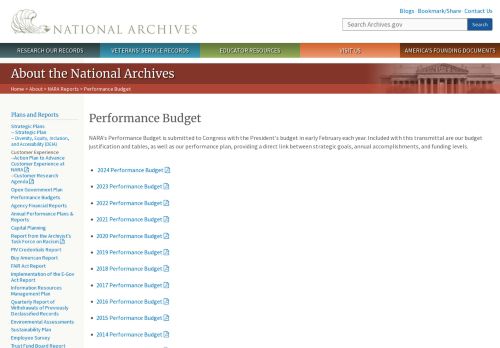 NATIONAL ARCHIVES
Blogs · Bookmark/Share · Contact Us
Search Archives.gov
Search
RESEARCH OUR RECORDS
VETERANS' SERVICE RECORDS
EDUCATOR RESOURCES
VISIT US
AMERICA'S FOUNDING DOCUMENTS
About the National Archives
Home > About > NARA Reports > Performance Budget
Plans and Reports
Strategic Plans
– Strategic Plan
– Diversity, Equity, Inclusion,
and Accessibility (DEIA)
Customer Experience
–Action Plan to Advance
Customer Experience at
NARA
–Customer Research
Agenda
Open Government Plan
Performance Budgets
Agency Financial Reports
Annual Performance Plans &
Reports
Capital Planning
Report from the Archivist's
Task Force on Racism
PIV Credentials Report
Buy American Report
FAIR Act Report
Implementation of the E-Gov
Act Report
Information Resources
Management Plan
Quarterly Report of
Withdrawals of Previously
Declassified Records
Environmental Assessments
Sustainability Plan
Employee Survey
Trust Fund Board Report
Performance Budget
NARA's Performance Budget is submitted to Congress with the President's budget in early February each year. Included with this transmittal are our budget
justification and tables, as well as our performance plan, providing a direct link between strategic goals, annual accomplishments, and funding levels.
• 2024 Performance Budget
• 2023 Performance Budget
• 2022 Performance Budget
• 2021 Performance Budget
• 2020 Performance Budget
• 2019 Performance Budget
• 2018 Performance Budget
• 2017 Performance Budget
• 2016 Performance Budget
• 2015 Performance Budget
• 2014 Performance Budget